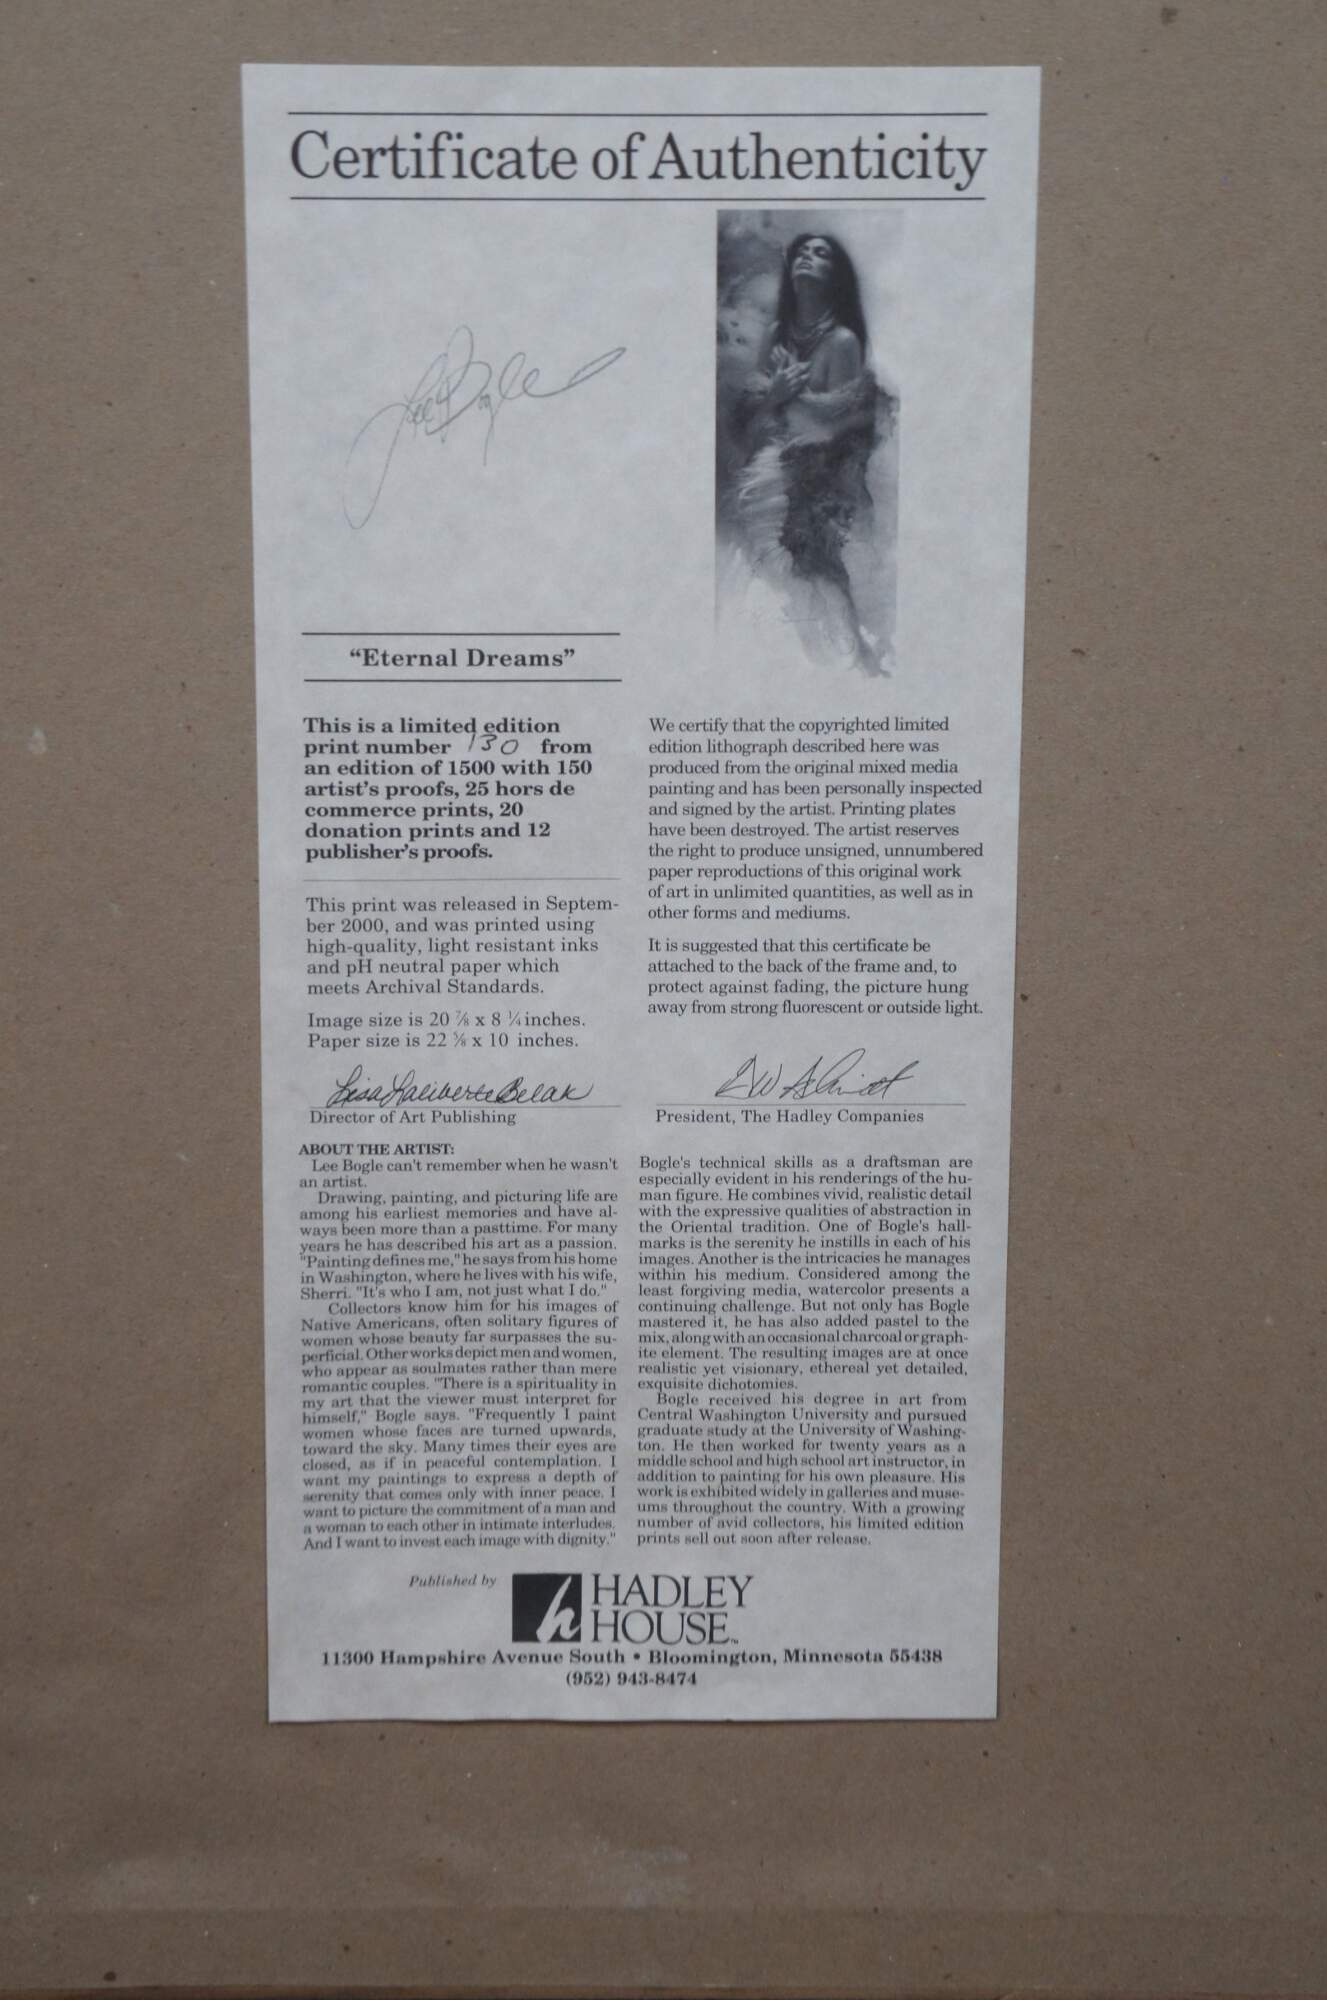 Certificate of Authenticity
Lee Bogle
“Eternal Dreams”
This is a limited edition
print number 130 from
an edition of 1500 with 150
artist's proofs, 25 hors de
commerce prints, 20
donation prints and 12
publisher's proofs.
This print was released in Septem-
ber 2000, and was printed using
high-quality, light resistant inks
and pH neutral paper which
meets Archival Standards.
Image size is 20 ⅞ x 8 ¼ inches.
Paper size is 22 ⅝ x 10 inches.
Lisa Laliberte Belak
Director of Art Publishing
We certify that the copyrighted limited
edition lithograph described here was
produced from the original mixed media
painting and has been personally inspected
and signed by the artist. Printing plates
have been destroyed. The artist reserves
the right to produce unsigned, unnumbered
paper reproductions of this original work
of art in unlimited quantities, as well as in
other forms and mediums.
It is suggested that this certificate be
attached to the back of the frame and, to
protect against fading, the picture hung
away from strong fluorescent or outside light.
President, The Hadley Companies
ABOUT THE ARTIST:
Lee Bogle can't remember when he wasn't
an artist.
Drawing, painting, and picturing life are
among his earliest memories and have al-
ways been more than a pasttime. For many
years he has described his art as a passion.
"Painting defines me," he says from his home
in Washington, where he lives with his wife,
Sherri. "It's who I am, not just what I do."
Collectors know him for his images of
Native Americans, often solitary figures of
women whose beauty far surpasses the su-
perficial. Other works depict men and women,
who appear as soulmates rather than mere
romantic couples. "There is a spirituality in
my art that the viewer must interpret for
himself," Bogle says. "Frequently I paint
women whose faces are turned upwards,
toward the sky. Many times their eyes are
closed, as if in peaceful contemplation. I
want my paintings to express a depth of
serenity that comes only with inner peace. I
want to picture the commitment of a man and
a woman to each other in intimate interludes.
And I want to invest each image with dignity."
Bogle's technical skills as a draftsman are
especially evident in his renderings of the hu-
man figure. He combines vivid, realistic detail
with the expressive qualities of abstraction in
the Oriental tradition. One of Bogle's hall-
marks is the serenity he instills in each of his
images. Another is the intricacies he manages
within his medium. Considered among the
least forgiving media, watercolor presents a
continuing challenge. But not only has Bogle
mastered it, he has also added pastel to the
mix, along with an occasional charcoal or graph-
ite element. The resulting images are at once
realistic yet visionary, ethereal yet detailed,
exquisite dichotomies.
Bogle received his degree in art from
Central Washington University and pursued
graduate study at the University of Washing-
ton. He then worked for twenty years as a
middle school and high school art instructor, in
addition to painting for his own pleasure. His
work is exhibited widely in galleries and muse-
ums throughout the country. With a growing
number of avid collectors, his limited edition
prints sell out soon after release.
Published by
h HADLEY
HOUSE™
11300 Hampshire Avenue South • Bloomington, Minnesota 55438
(952) 943-8474